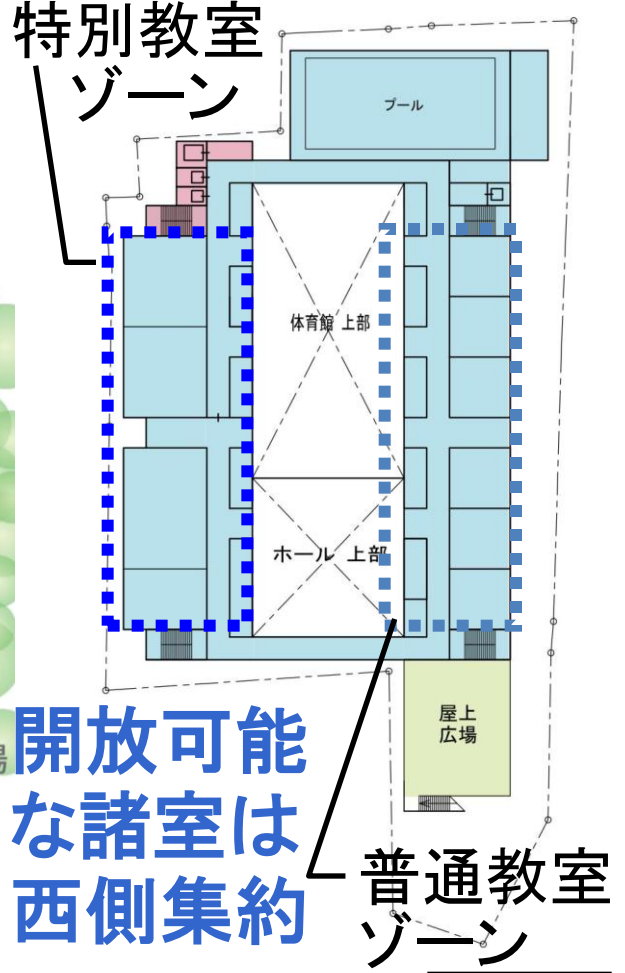 特別教室
ゾーン
プール
体育館 上部
ホール 上部
屋上
広場
場
開放可能
な諸室は
西側集約
普通教室
ゾーン